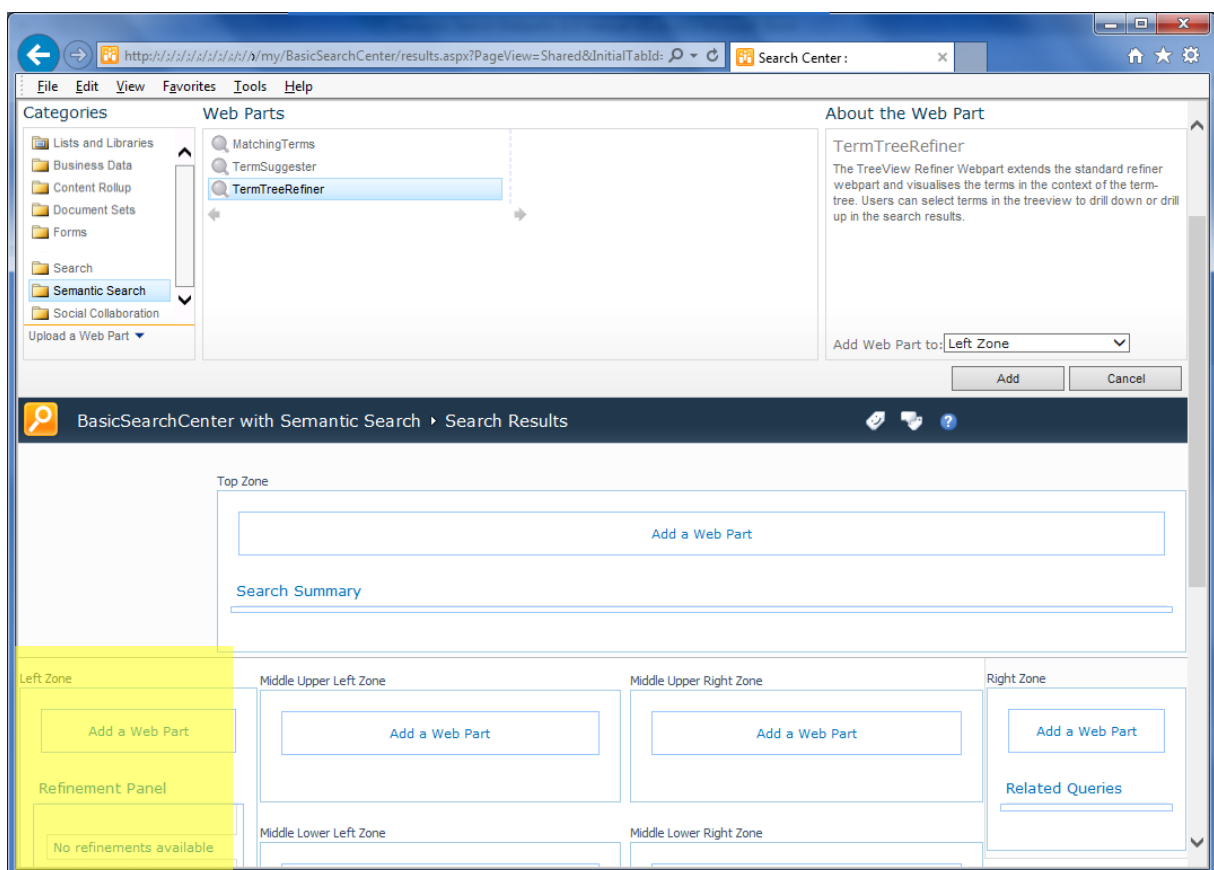 http://://://://://://my/BasicSearchCenter/results.aspx?PageView=Shared&InitialTabId=
Search Center :
File Edit View Favorites Tools Help
Categories
Lists and Libraries
Business Data
Content Rollup
Document Sets
Forms
Search
Semantic Search
Social Collaboration
Upload a Web Part
Web Parts
MatchingTerms
TermSuggester
TermTreeRefiner
About the Web Part
TermTreeRefiner
The TreeView Refiner Webpart extends the standard refiner
webpart and visualises the terms in the context of the term-
tree. Users can select terms in the treeview to drill down or drill
up in the search results.
Add Web Part to: Left Zone
Add Cancel
BasicSearchCenter with Semantic Search Search Results
Top Zone
Add a Web Part
Search Summary
Left Zone
Add a Web Part
Refinement Panel
No refinements available
Middle Upper Left Zone
Add a Web Part
Middle Upper Right Zone
Add a Web Part
Right Zone
Add a Web Part
Related Queries
Middle Lower Left Zone
Middle Lower Right Zone